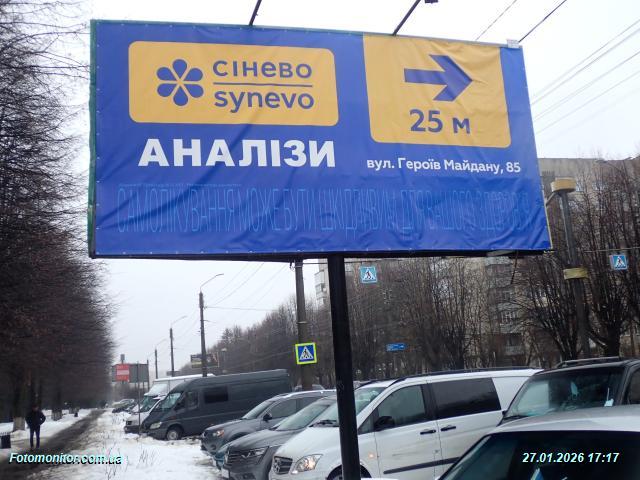 сінево
synevo
25 м
АНАЛІЗИ
вул. Героїв Майдану, 85
САМОЛІКУВАННЯ МОЖЕ БУТИ ШКІДЛИВИМ ДЛЯ ВАШОГО ЗДОРОВ'Я
Fotomonitor.com.ua
27.01.2026 17:17